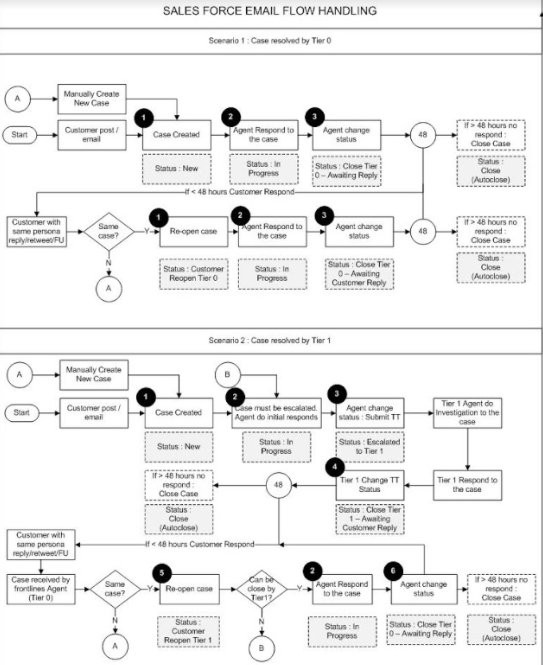 SALES FORCE EMAIL FLOW HANDLING
Scenario 1 : Case resolved by Tier 0
A
Manually Create
New Case
Start
Customer post /
email
1
Case Created
Status : New
2
Agent Respond to
the case
Status : In
Progress
3
Agent change
status
Status : Close Tier
0 – Awaiting Reply
48
If > 48 hours no
respond :
Close Case
Status :
Close
(Autoclose)
If < 48 hours Customer Respond
Customer with
same persona
reply/retweet/FU
Same
case?
Y
N
A
1
Re-open case
Status : Customer
Reopen Tier 0
2
Agent Respond to
the case
Status : In
Progress
3
Agent change
status
Status : Close Tier
0 – Awaiting
Customer Reply
48
If > 48 hours no
respond :
Close Case
Status :
Close
(Autoclose)
Scenario 2 : Case resolved by Tier 1
A
Manually Create
New Case
Start
Customer post /
email
1
Case Created
Status : New
B
2
Case must be escalated.
Agent do initial responds
Status : In
Progress
3
Agent change
status : Submit TT
Status : Escalated
to Tier 1
Tier 1 Agent do
Investigation to the
case
Tier 1 Respond to
the case
4
Tier 1 Change TT
Status
Status : Close Tier
1 – Awaiting
Customer Reply
48
If > 48 hours no
respond :
Close Case
Status :
Close
(Autoclose)
If < 48 hours Customer Respond
Customer with
same persona
reply/retweet/FU
Case received by
frontlines Agent
(Tier 0)
Same
case?
Y
N
A
5
Re-open case
Status :
Customer
Reopen Tier 1
Can be
close by
Tier1?
Y
N
B
2
Agent Respond
to the case
Status : In
Progress
6
Agent change
status
Status : Close Tier
0 – Awaiting Reply
If > 48 hours no
respond :
Close Case
Status :
Close
(Autoclose)